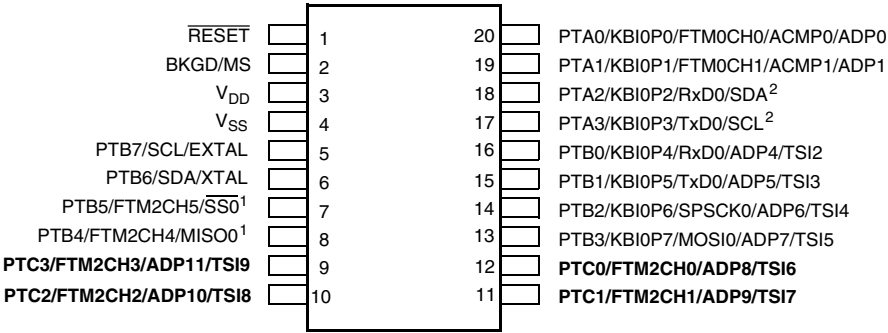 RESET 1 20 PTA0/KBI0P0/FTM0CH0/ACMP0/ADP0
BKGD/MS 2 19 PTA1/KBI0P1/FTM0CH1/ACMP1/ADP1
VDD 3 18 PTA2/KBI0P2/RxD0/SDA2
VSS 4 17 PTA3/KBI0P3/TxD0/SCL2
PTB7/SCL/EXTAL 5 16 PTB0/KBI0P4/RxD0/ADP4/TSI2
PTB6/SDA/XTAL 6 15 PTB1/KBI0P5/TxD0/ADP5/TSI3
PTB5/FTM2CH5/SS01 7 14 PTB2/KBI0P6/SPSCK0/ADP6/TSI4
PTB4/FTM2CH4/MISO01 8 13 PTB3/KBI0P7/MOSI0/ADP7/TSI5
PTC3/FTM2CH3/ADP11/TSI9 9 12 PTC0/FTM2CH0/ADP8/TSI6
PTC2/FTM2CH2/ADP10/TSI8 10 11 PTC1/FTM2CH1/ADP9/TSI7